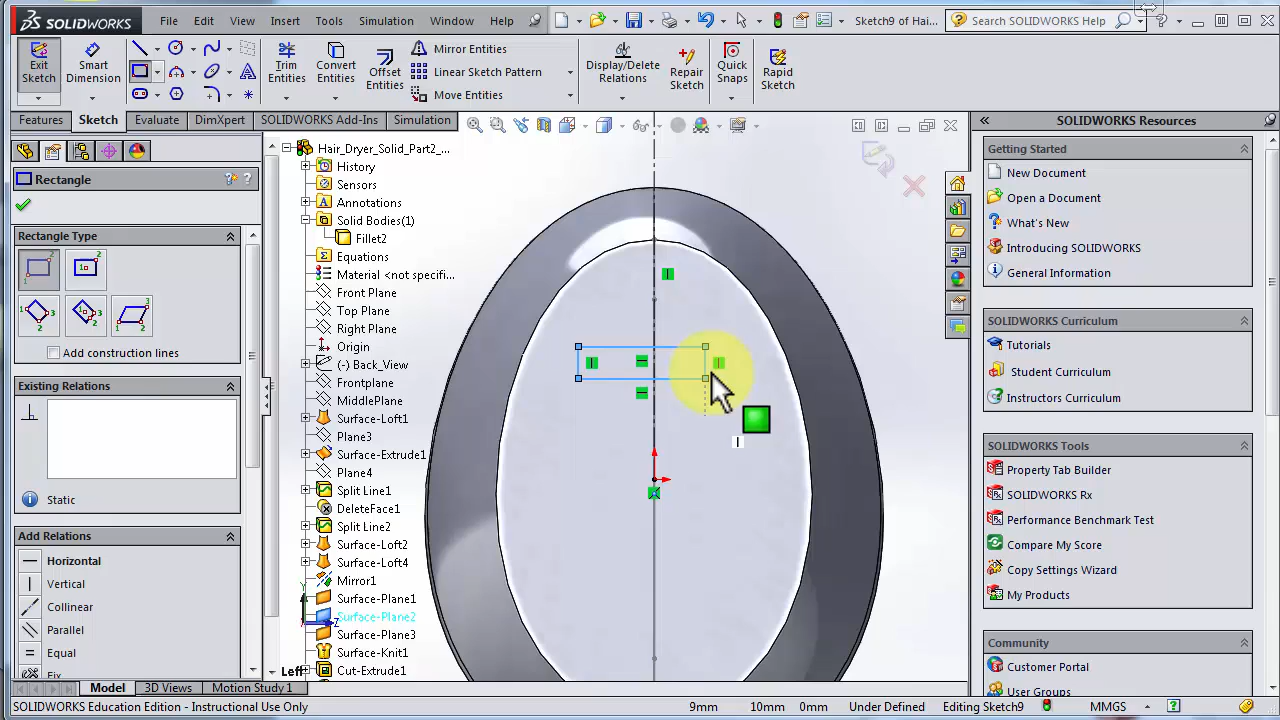 SOLIDWORKS File Edit View Insert Tools Simulation Window Help Sketch9 of Hai... Search SOLIDWORKS Help
Exit Sketch
Smart Dimension
Trim Entities
Convert Entities
Offset Entities
Mirror Entities
Linear Sketch Pattern
Move Entities
Display/Delete Relations
Repair Sketch
Quick Snaps
Rapid Sketch
Features Sketch Evaluate DimXpert SOLIDWORKS Add-Ins Simulation
Rectangle
Rectangle Type
Add construction lines
Existing Relations
Static
Add Relations
Horizontal
Vertical
Collinear
Parallel
Equal
Fix
Hair_Dryer_Solid_Part2_...
History
Sensors
Annotations
Solid Bodies(1)
Fillet2
Equations
Material <not specifi...
Front Plane
Top Plane
Right Plane
Origin
(-) Back_View
Frontplane
MiddlePlane
Surface-Loft1
Plane3
Surface-Extrude1
Plane4
Split Line1
DeleteFace1
Split Line2
Surface-Loft2
Surface-Loft4
Mirror1
Surface-Plane1
Surface-Plane2
Surface-Plane3
Surface-Knit1
Cut-Extrude1
Y
Z
Left
SOLIDWORKS Resources
Getting Started
New Document
Open a Document
What's New
Introducing SOLIDWORKS
General Information
SOLIDWORKS Curriculum
Tutorials
Student Curriculum
Instructors Curriculum
SOLIDWORKS Tools
Property Tab Builder
SOLIDWORKS Rx
Performance Benchmark Test
Compare My Score
Copy Settings Wizard
My Products
Community
Customer Portal
User Groups
Model 3D Views Motion Study 1
SOLIDWORKS Education Edition - Instructional Use Only 9mm 10mm 0mm Under Defined Editing Sketch9 MMGS